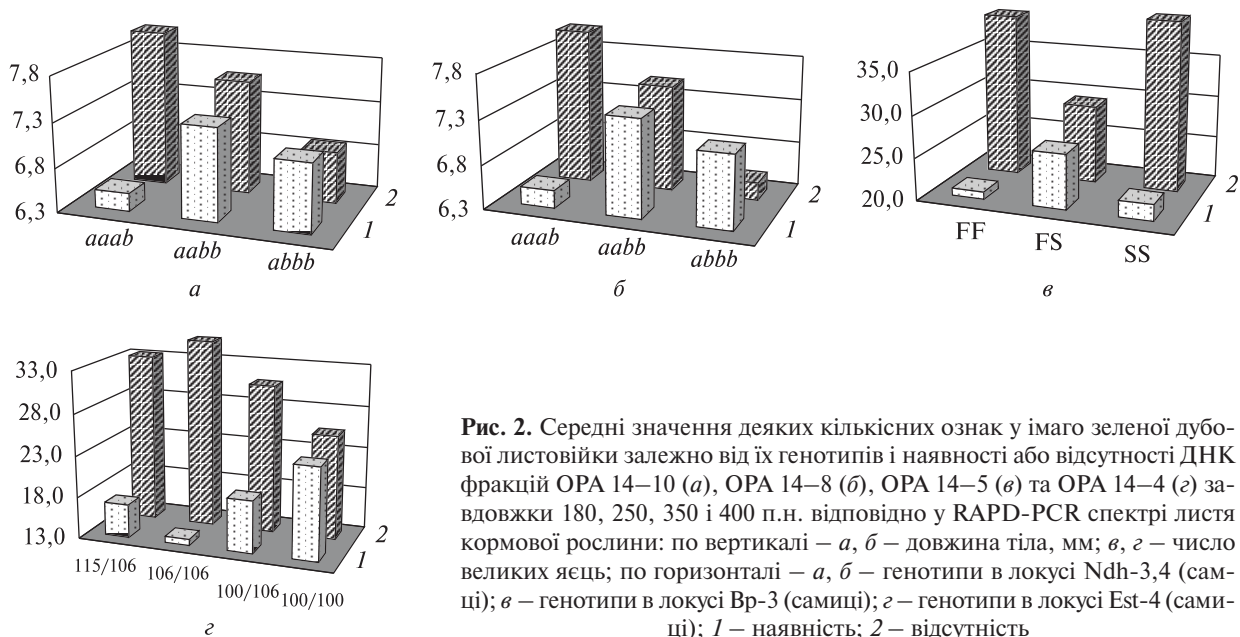 7,8
7,3
6,8
6,3
aaab
aabb
abbb
1
2
а
7,8
7,3
6,8
6,3
aaab
aabb
abbb
1
2
б
35,0
30,0
25,0
20,0
FF
FS
SS
1
2
в
33,0
28,0
23,0
18,0
13,0
115/106
106/106
100/106
100/100
1
2
г
Рис. 2. Середні значення деяких кількісних ознак у імаго зеленої дубо-
вої листовійки залежно від їх генотипів і наявності або відсутності ДНК
фракцій ОРА 14–10 (а), ОРА 14–8 (б), ОРА 14–5 (в) та ОРА 14–4 (г) за-
вдовжки 180, 250, 350 і 400 п.н. відповідно у RAPD-PCR спектрі листя
кормової рослини: по вертикалі – а, б – довжина тіла, мм; в, г – число
великих яєць; по горизонталі – а, б – генотипи в локусі Ndh-3,4 (сам-
ці); в – генотипи в локусі Bp-3 (самиці); г – генотипи в локусі Est-4 (сами-
ці); 1 – наявність; 2 – відсутність